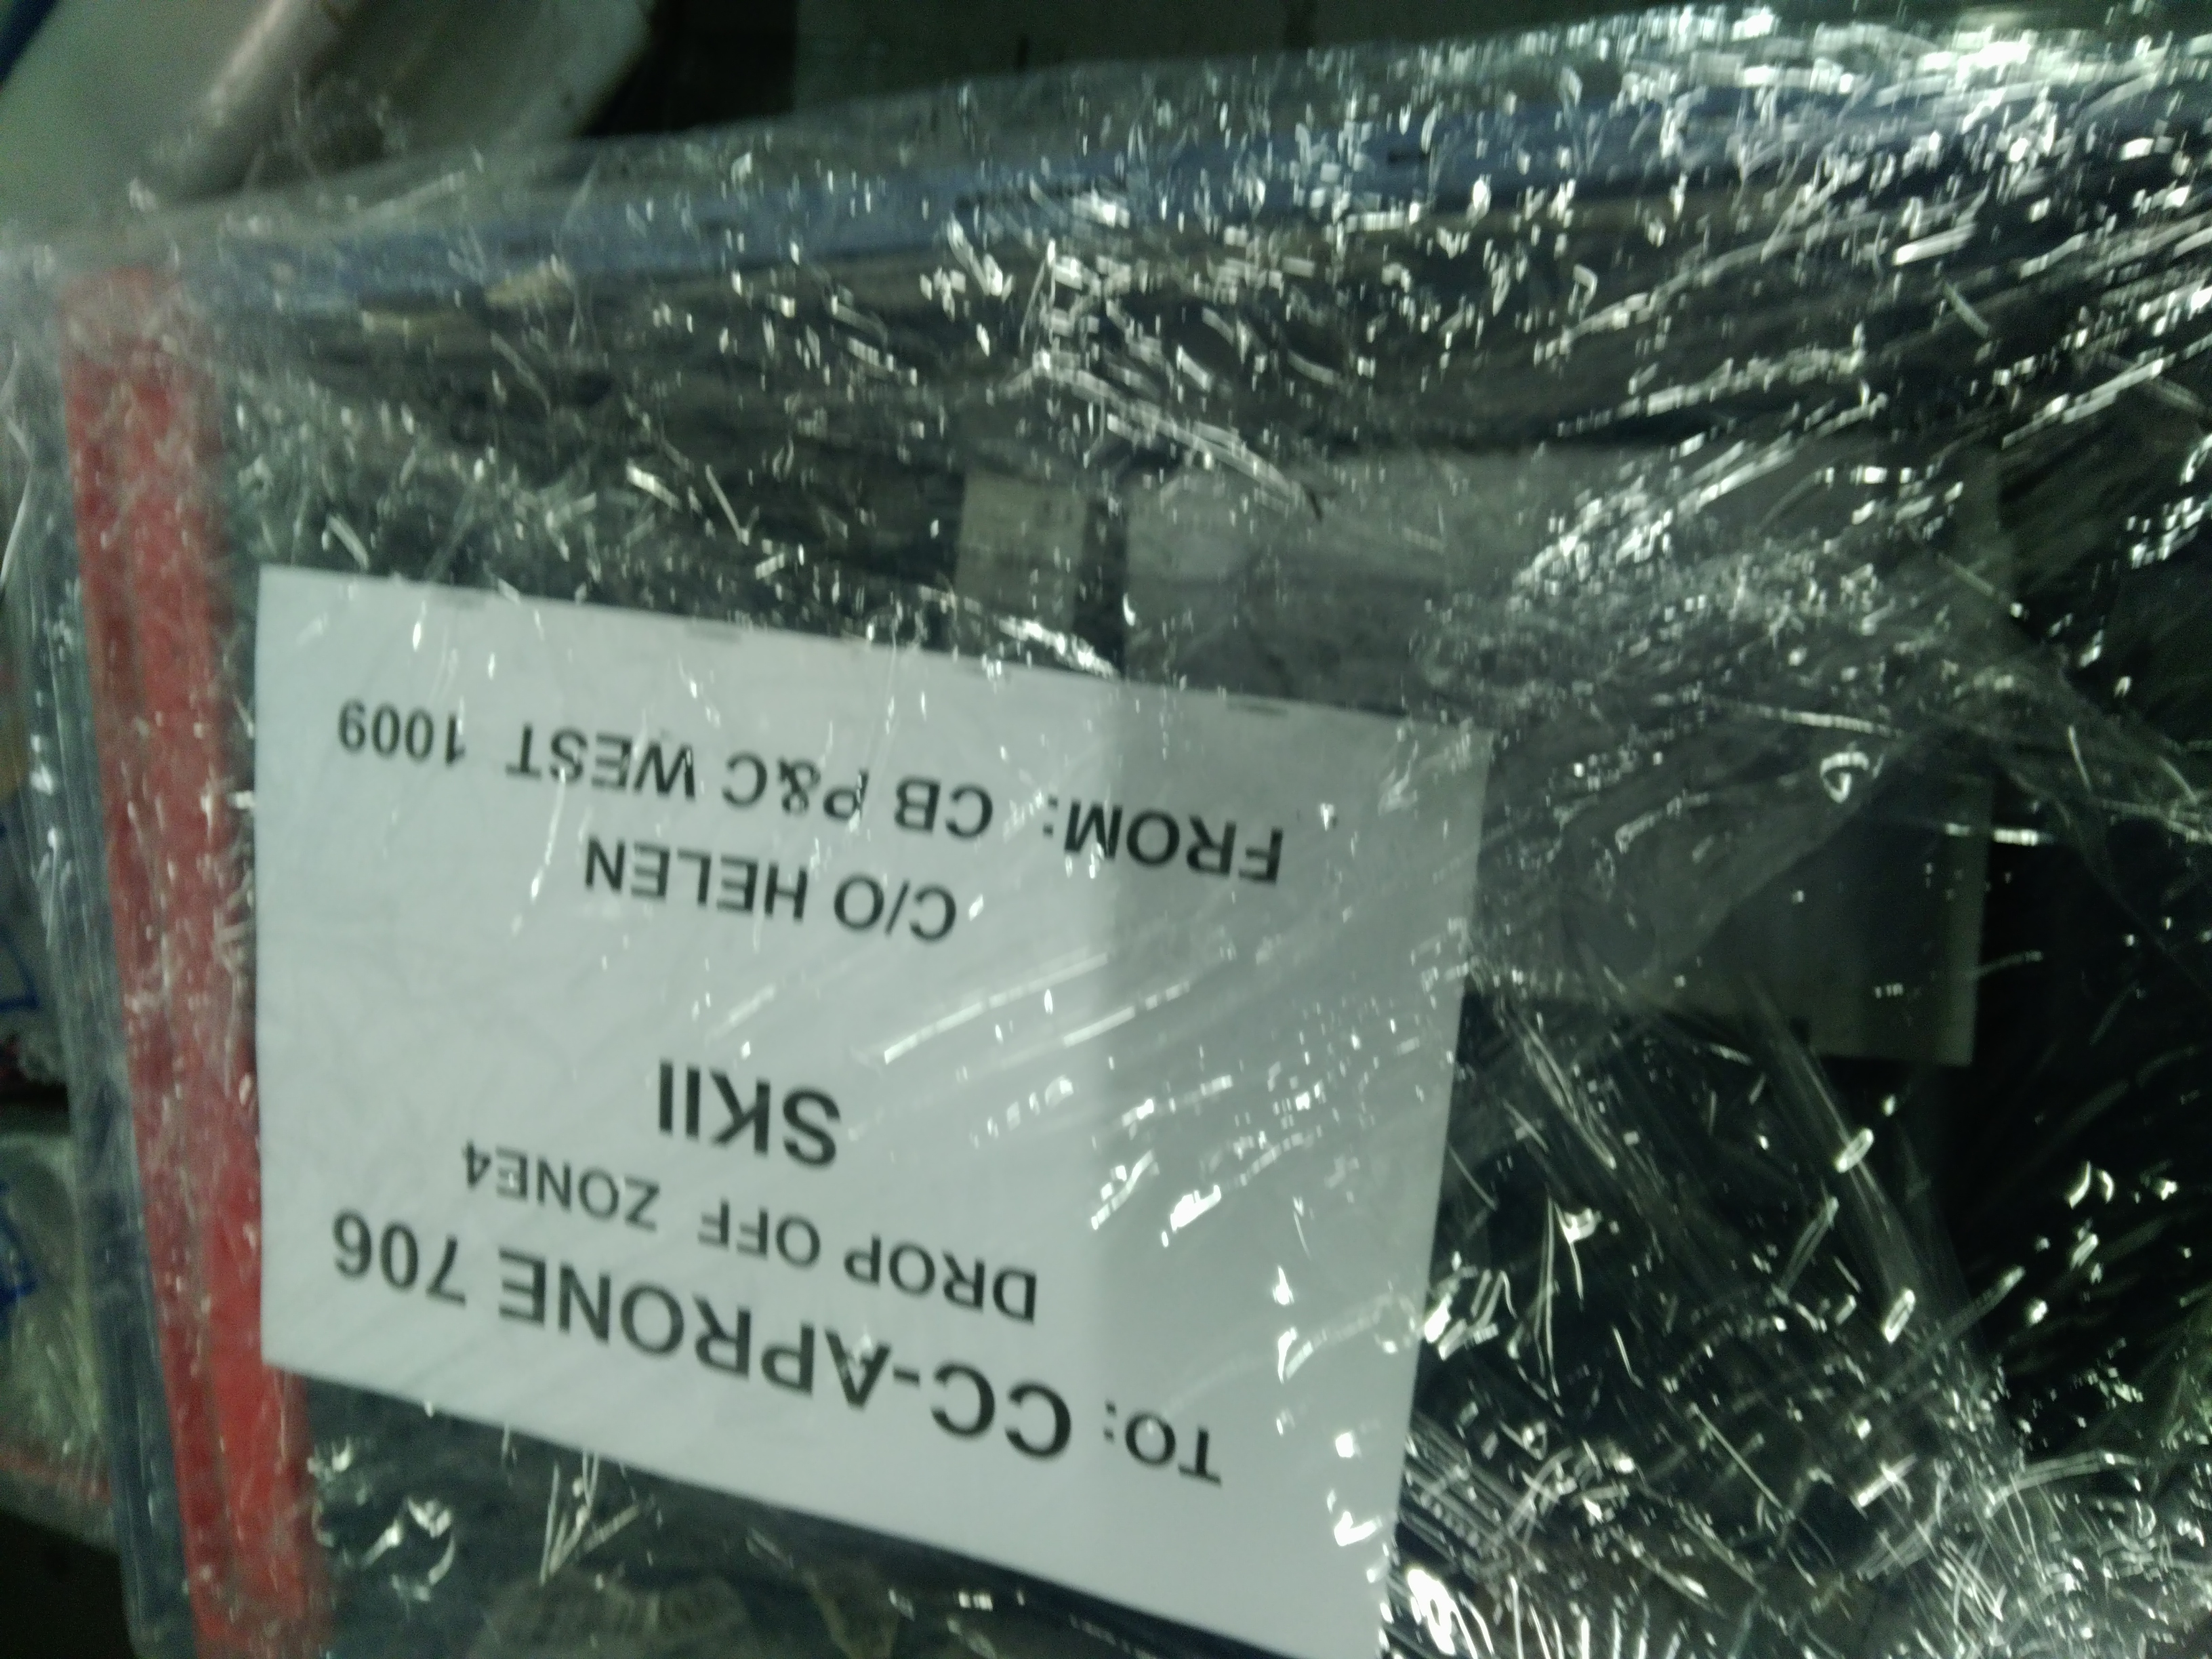 TO: CC-APRONE 706
DROP OFF ZONE4
SKII
C/O HELEN
FROM: CB P&C WEST 1009